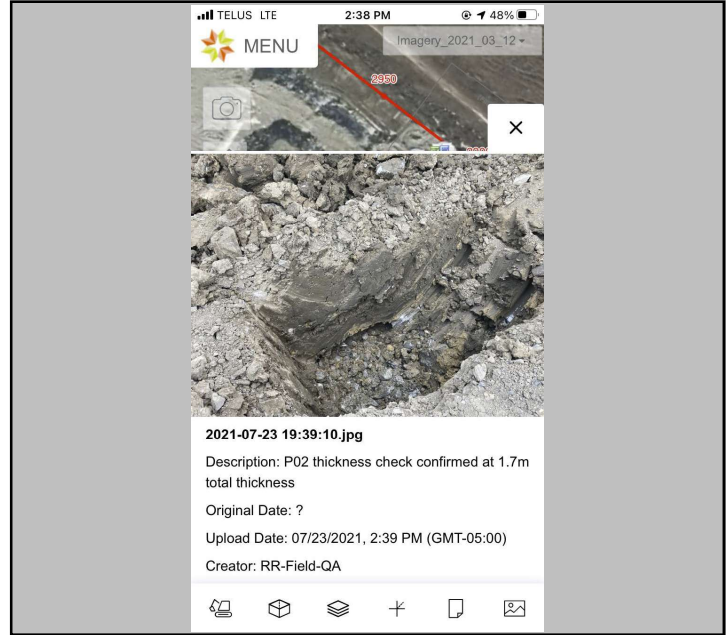 TELUS LTE 2:38 PM 48%
MENU
Imagery_2021_03_12
2950
2021-07-23 19:39:10.jpg
Description: P02 thickness check confirmed at 1.7m
total thickness
Original Date: ?
Upload Date: 07/23/2021, 2:39 PM (GMT-05:00)
Creator: RR-Field-QA